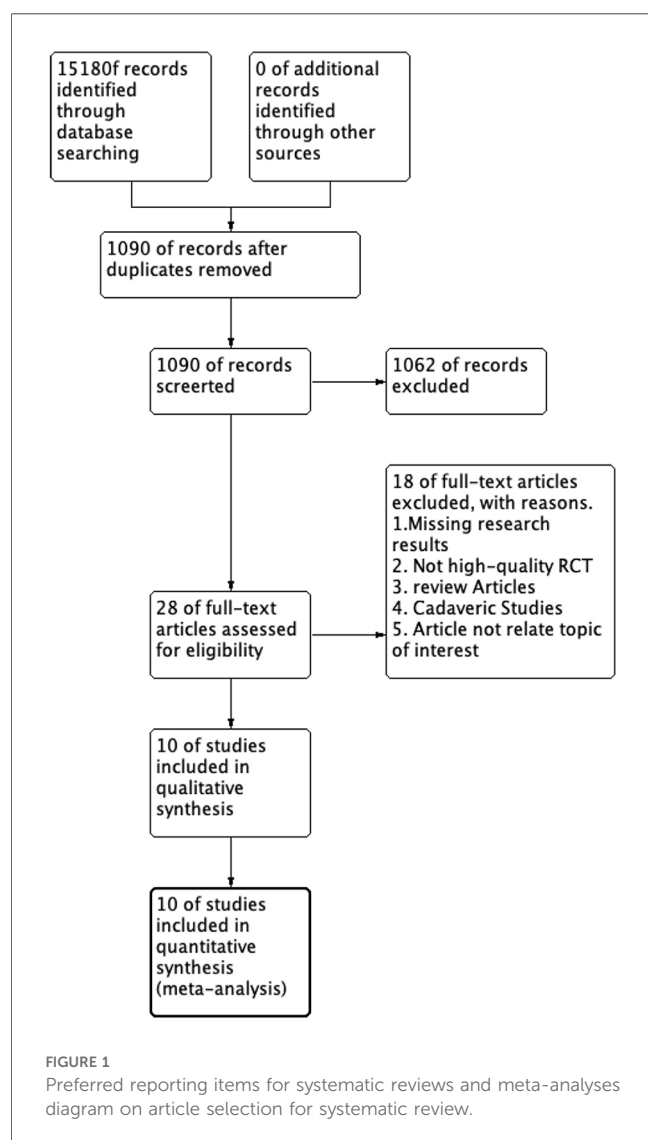 15180f records
identified
through
database
searching
0 of additional
records
identified
through other
sources
1090 of records after
duplicates removed
1090 of records
screerted
1062 of records
excluded
18 of full-text articles
excluded, with reasons.
1.Missing research
results
2. Not high-quality RCT
3. review Articles
4. Cadaveric Studies
5. Article not relate topic
of interest
28 of full-text
articles assessed
for eligibility
10 of studies
included in
qualitative
synthesis
10 of studies
included in
quantitative
synthesis
(meta-analysis)
FIGURE 1
Preferred reporting items for systematic reviews and meta-analyses
diagram on article selection for systematic review.